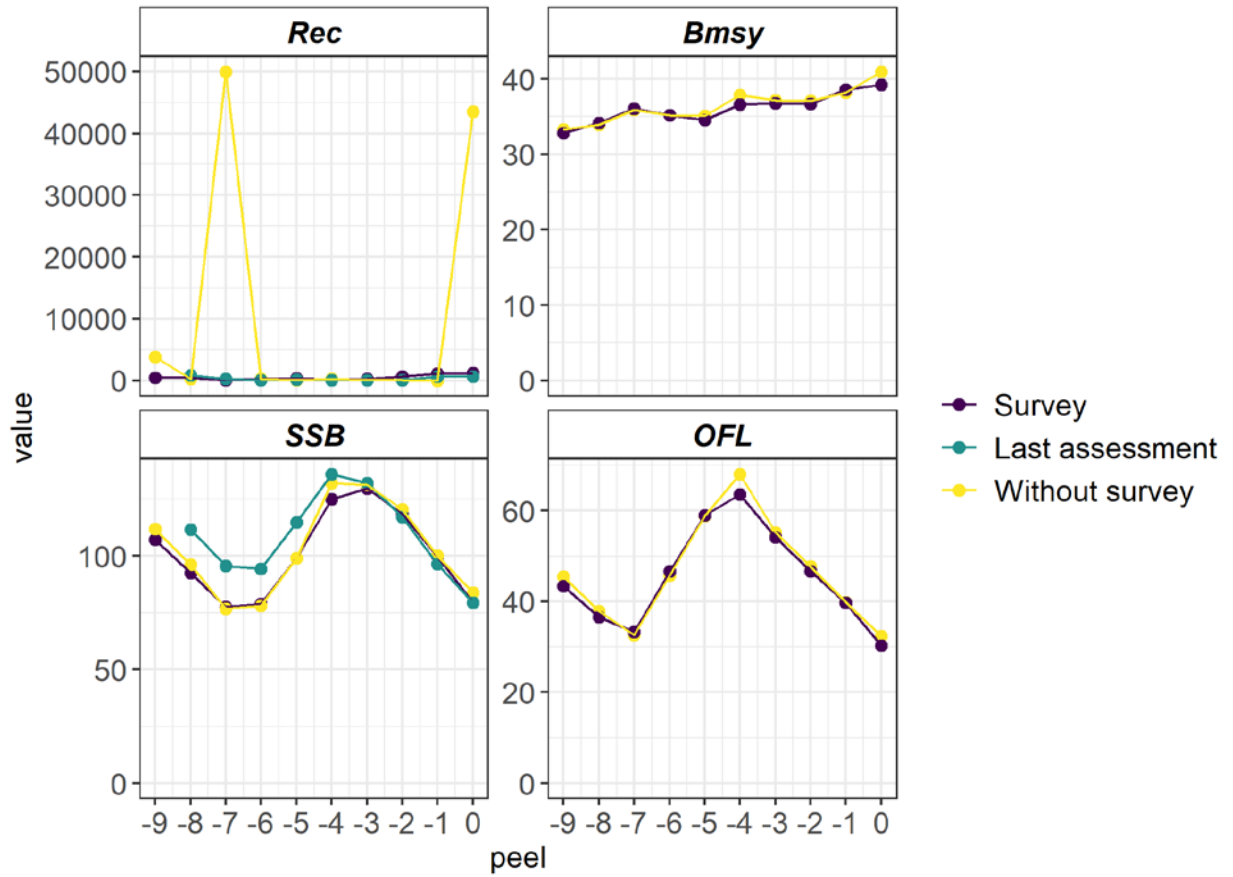 Rec
Bmsy
50000
40000
30000
20000
10000
0
40
30
20
10
0
SSB
OFL
100
50
0
60
40
20
0
-9 -8 -7 -6 -5 -4 -3 -2 -1 0
-9 -8 -7 -6 -5 -4 -3 -2 -1 0
value
peel
Survey
Last assessment
Without survey